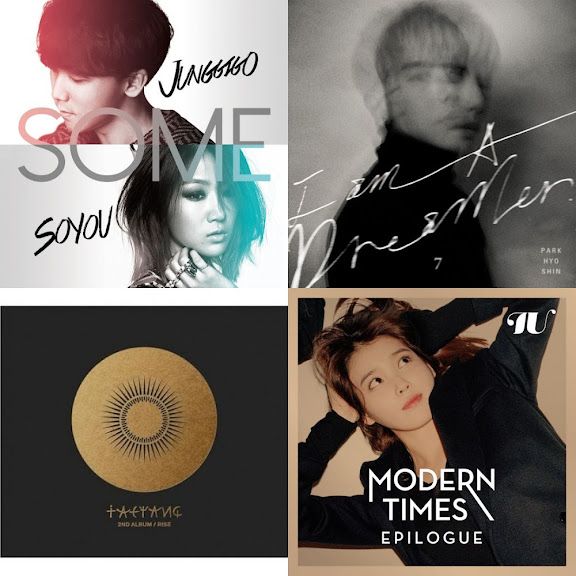 JUNGGIGO
SOME
SOYOU
I am A
Dreamer.
7
PARK
HYO
SHIN
TAEYANG
2ND ALBUM / RISE
IU
MODERN
TIMES
EPILOGUE